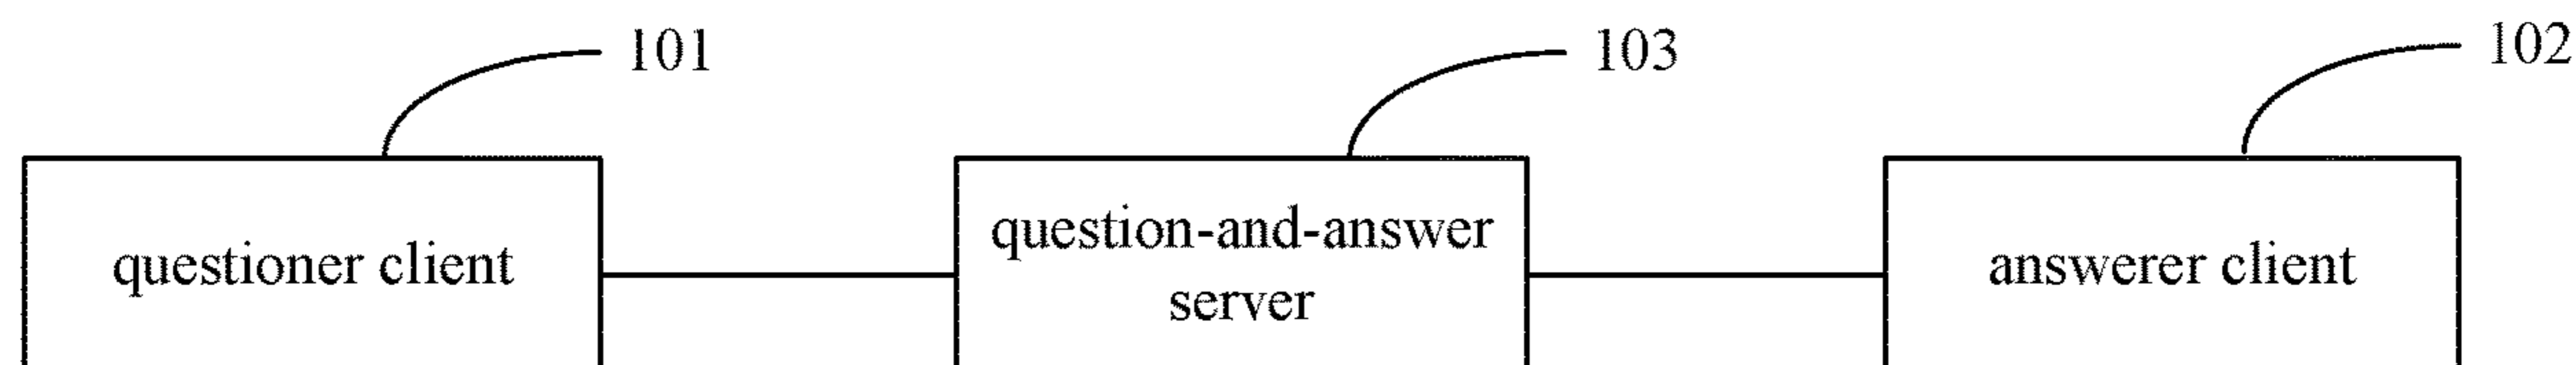 101
103
102
questioner client
question-and-answer
server
answerer client